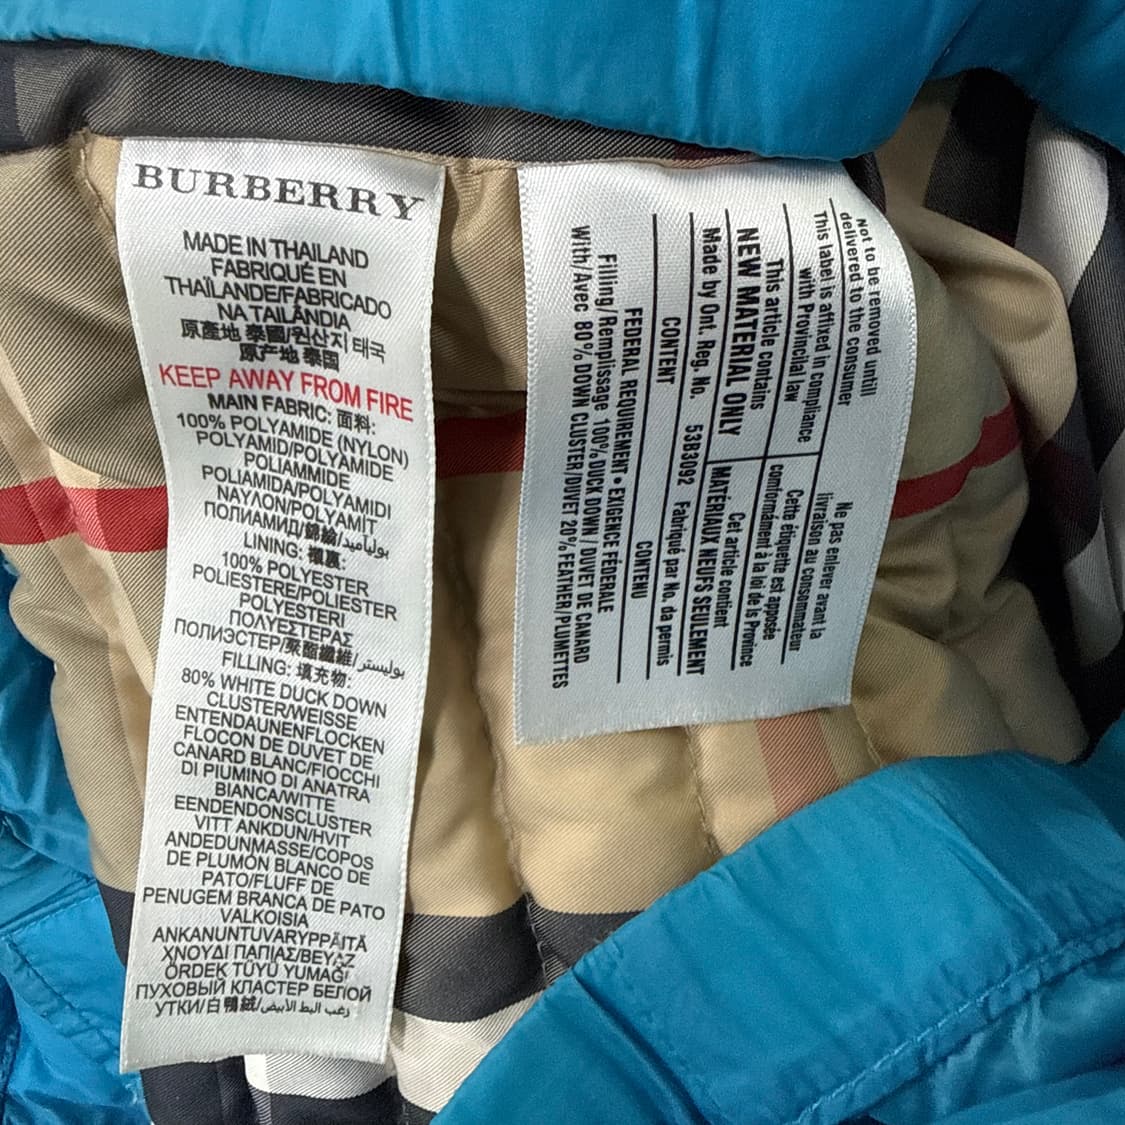 BURBERRY
MADE IN THAILAND
FABRIQUÉ EN
THAÏLANDE/FABRICADO
NA TAILÂNDIA
原產地 泰國/원산지 태국
原产地 泰国
KEEP AWAY FROM FIRE
MAIN FABRIC: 面料:
100% POLYAMIDE (NYLON)
POLYAMID/POLYAMIDE
POLIAMMIDE
POLIAMIDA/POLYAMIDI
ΝΑΥΛΟΝ/POLYAMİT
ПОЛИАМИД/錦綸/بولياميد
LINING: 襯裏:
100% POLYESTER
POLIESTERE/POLIESTER
POLYESTERI
ΠΟΛΥΕΣΤΕΡΑΣ
ПОЛИЭСТЕР/聚酯纖維/بوليستر
FILLING: 填充物:
80% WHITE DUCK DOWN
CLUSTER/WEISSE
ENTENDAUNENFLOCKEN
FLOCON DE DUVET DE
CANARD BLANC/FIOCCHI
DI PIUMINO DI ANATRA
BIANCA/WITTE
EENDENDONSCLUSTER
VITT ANKDUN/HVIT
ANDEDUNMASSE/COPOS
DE PLUMÓN BLANCO DE
PATO/FLUFF DE
PENUGEM BRANCA DE PATO
VALKOISIA
ANKANUNTUVARYPPÄITÄ
ΧΝΟΥΔΙ ΠΑΠΙΑΣ/BEYAZ
ÖRDEK TÜYÜ YUMAĞI
ПУХОВЫЙ КЛАСТЕР БЕЛОЙ
УТКИ/白鴨絨/زغب البط الأبيض
Not to be removed untill
delivered to the consumer
Ne pas enlever avant la
livraison au consommateur
This label is affixed in compliance
with Provincilal law
Cette étiquette est apposée
comformément à la loi de ls Province
This article contains
NEW MATERIAL ONLY
Cet article contient
MATÉRIAUX NEUFS SEULEMENT
Made by Ont. Reg. No. 53B3092 Fabriqué par No. da permis
CONTENT CONTENU
FEDERAL REQUIREMENT • EXIGENCE FÉDÉRALE
Filling/Remplissage 100% DUCK DOWN / DUVET DE CANARD
With/Avec 80% DOWN CLUSTER/DUVET 20% FEATHER/PLUMETTES